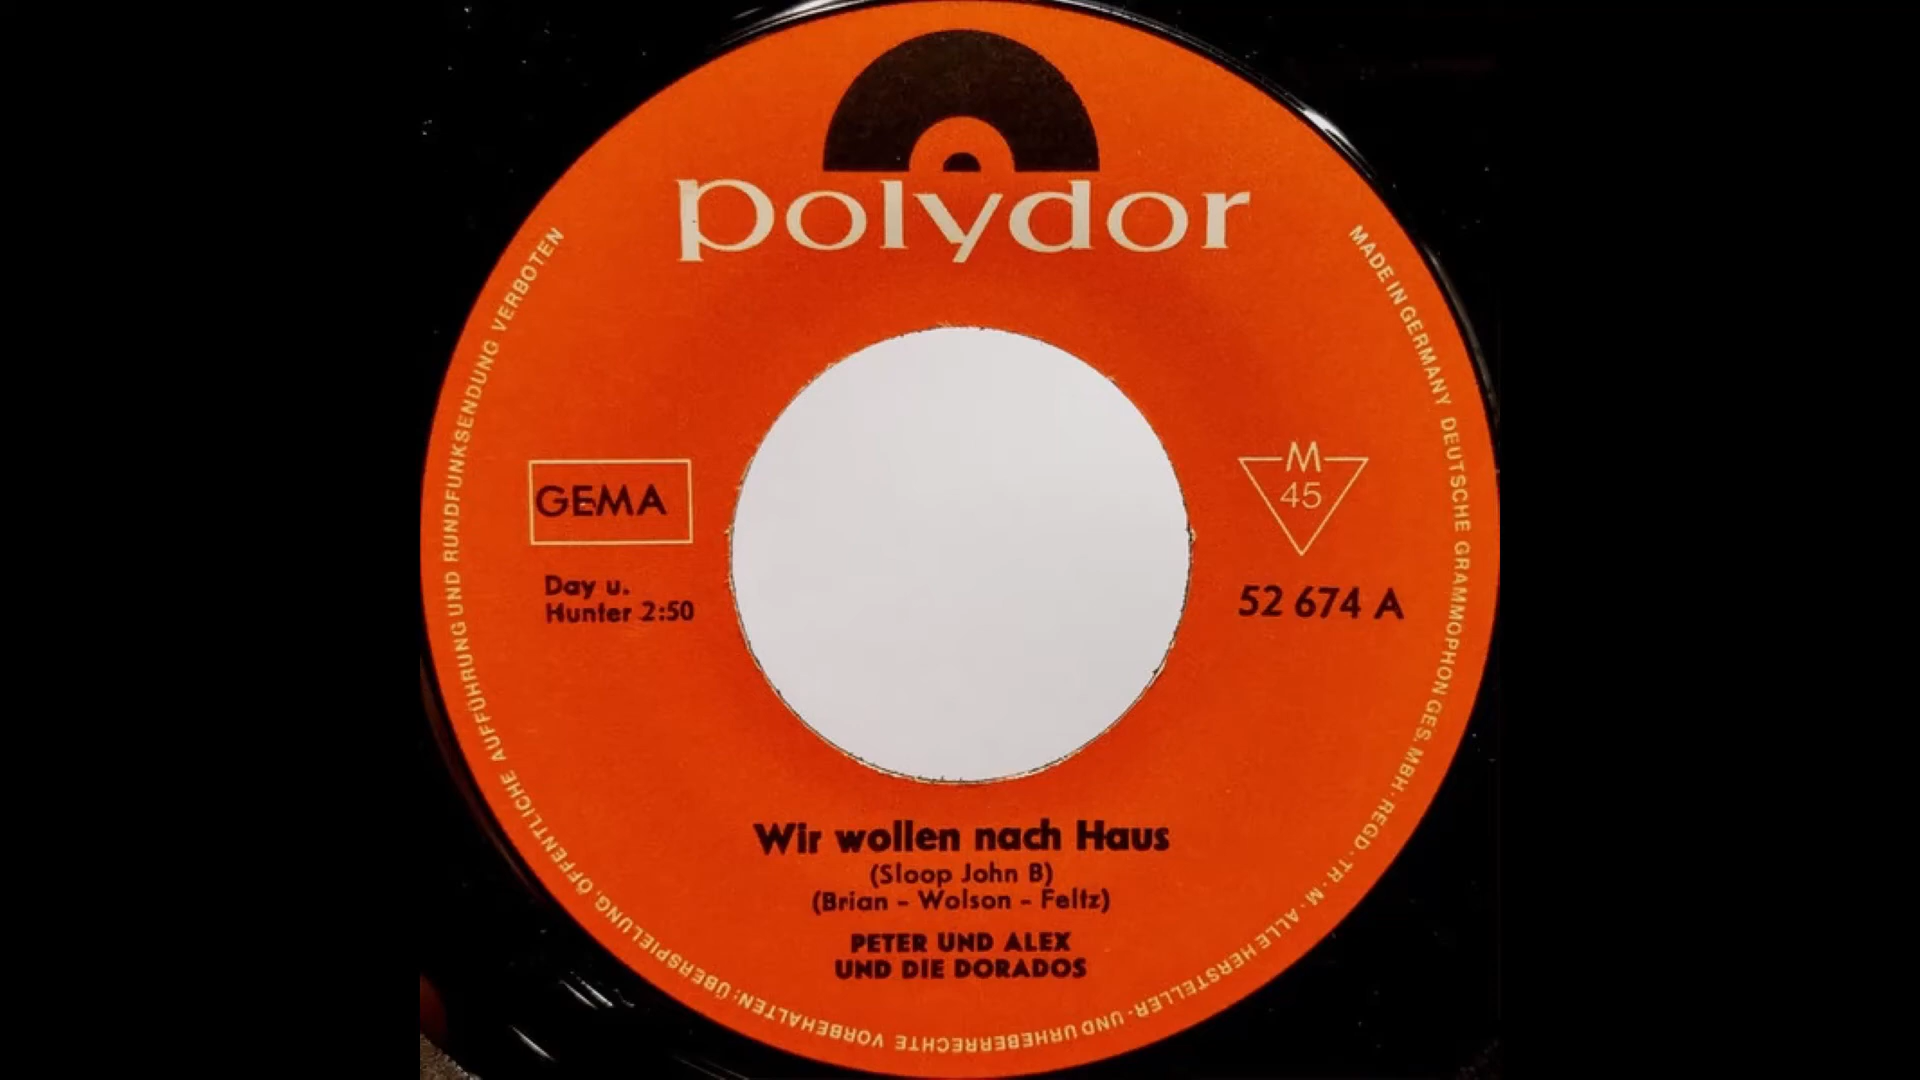 polydor
ÖFFENTLICHE AUFFÜHRUNG UND RUNDFUNKSENDUNG VERBOTEN
MADE IN GERMANY DEUTSCHE GRAMMOPHON GES. MBH · REGD · TR · M · ALLE HERSTELLER- UND URHEBERRECHTE VORBEHALTEN; ÜBERSPIELUNG,
GEMA
M
45
Day u.
Hunter 2:50
52 674 A
Wir wollen nach Haus
(Sloop John B)
(Brian - Wolson - Feltz)
PETER UND ALEX
UND DIE DORADOS